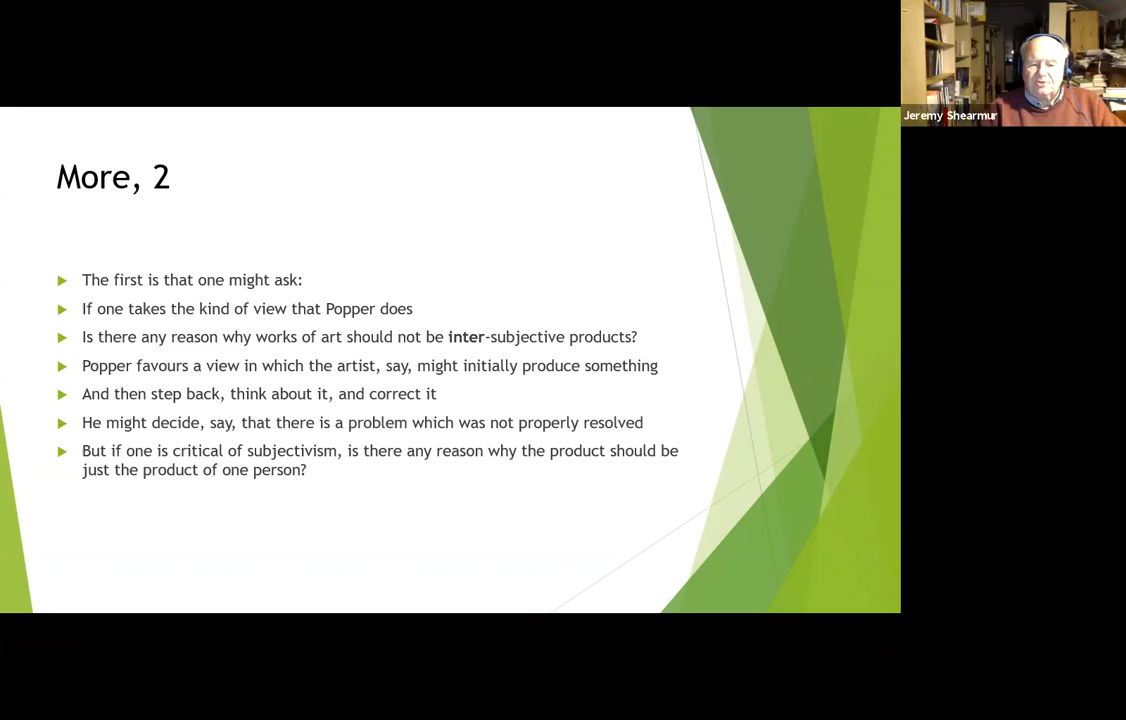 More, 2
The first is that one might ask:
If one takes the kind of view that Popper does
Is there any reason why works of art should not be inter-subjective products?
Popper favours a view in which the artist, say, might initially produce something
And then step back, think about it, and correct it
He might decide, say, that there is a problem which was not properly resolved
But if one is critical of subjectivism, is there any reason why the product should be
just the product of one person?
Jeremy Shearmur